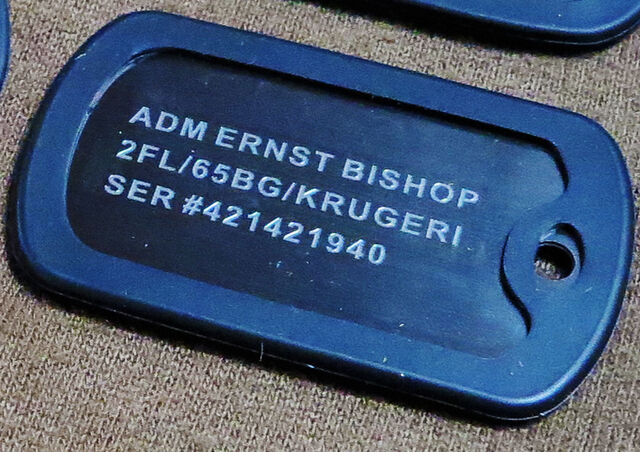 ADM ERNST BISHOP
2FL/65BG/KRUGERI
SER #421421940